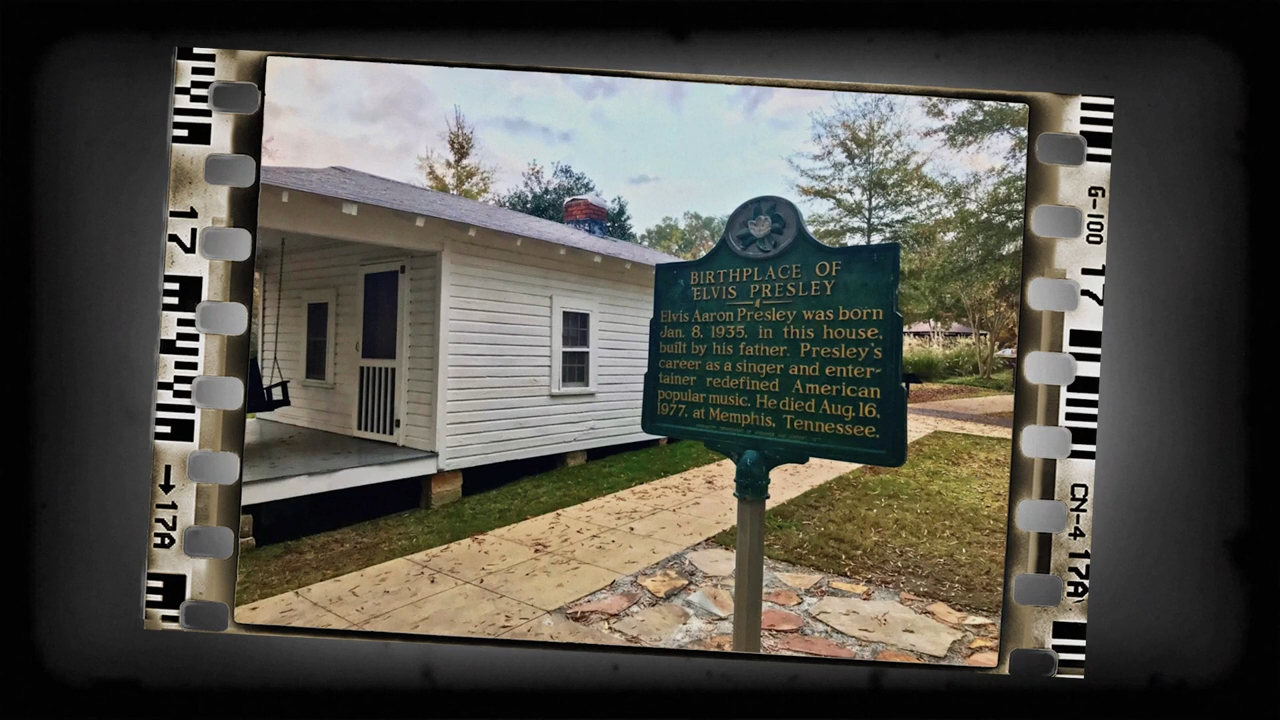 BIRTHPLACE OF
ELVIS PRESLEY
Elvis Aaron Presley was born
Jan. 8, 1935, in this house,
built by his father. Presley's
career as a singer and enter-
tainer redefined American
popular music. He died Aug. 16,
1977, at Memphis, Tennessee.
17
17A
G-100
17
CN-4
17A